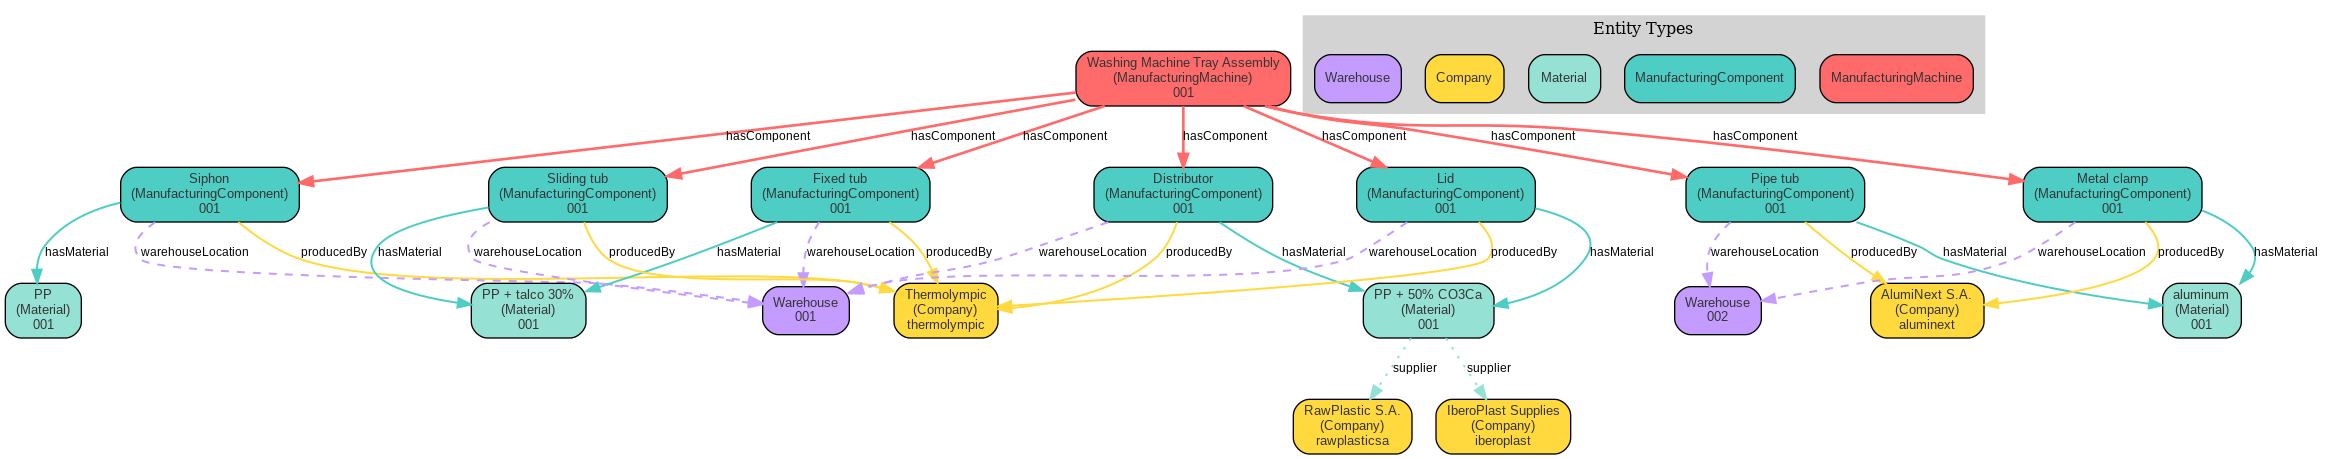 Entity Types
Warehouse
Company
Material
ManufacturingComponent
ManufacturingMachine
Washing Machine Tray Assembly
(ManufacturingMachine)
001
hasComponent
hasComponent
hasComponent
hasComponent
hasComponent
hasComponent
hasComponent
Siphon
(ManufacturingComponent)
001
Sliding tub
(ManufacturingComponent)
001
Fixed tub
(ManufacturingComponent)
001
Distributor
(ManufacturingComponent)
001
Lid
(ManufacturingComponent)
001
Pipe tub
(ManufacturingComponent)
001
Metal clamp
(ManufacturingComponent)
001
hasMaterial
warehouseLocation
producedBy
hasMaterial
warehouseLocation
producedBy
hasMaterial
warehouseLocation
producedBy
warehouseLocation
producedBy
hasMaterial
warehouseLocation
producedBy
hasMaterial
warehouseLocation
producedBy
hasMaterial
warehouseLocation
producedBy
hasMaterial
PP
(Material)
001
PP + talco 30%
(Material)
001
Warehouse
001
Thermolympic
(Company)
thermolympic
PP + 50% CO3Ca
(Material)
001
Warehouse
002
AlumiNext S.A.
(Company)
aluminext
aluminum
(Material)
001
supplier
supplier
RawPlastic S.A.
(Company)
rawplasticsa
IberoPlast Supplies
(Company)
iberoplast